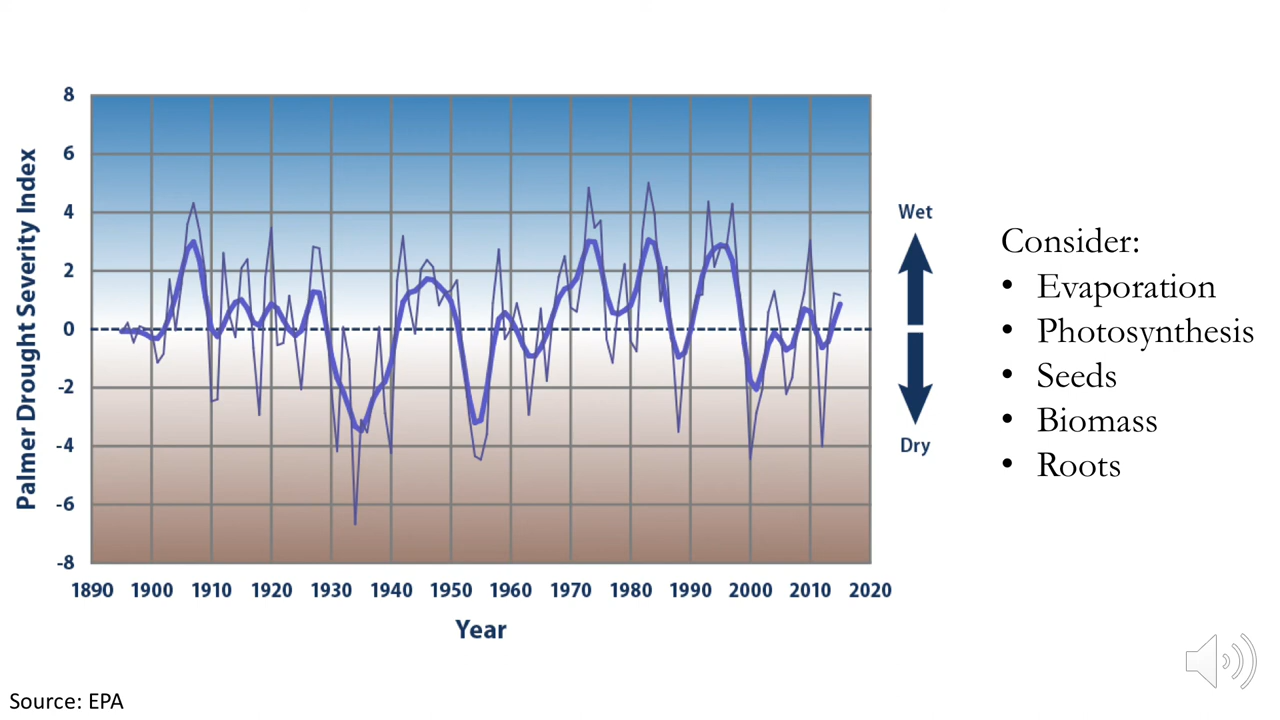 8
6
4
2
0
-2
-4
-6
-8
Palmer Drought Severity Index
1890 1900 1910 1920 1930 1940 1950 1960 1970 1980 1990 2000 2010 2020
Year
Wet
Dry
Consider:
• Evaporation
• Photosynthesis
• Seeds
• Biomass
• Roots
Source: EPA